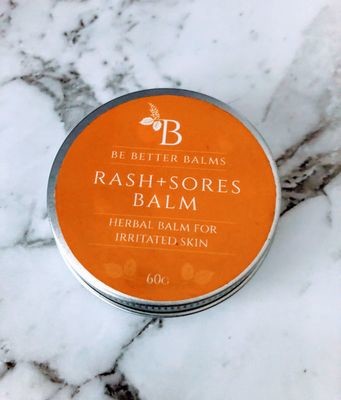 B
BE BETTER BALMS
RASH+SORES
BALM
HERBAL BALM FOR
IRRITATED SKIN
60G